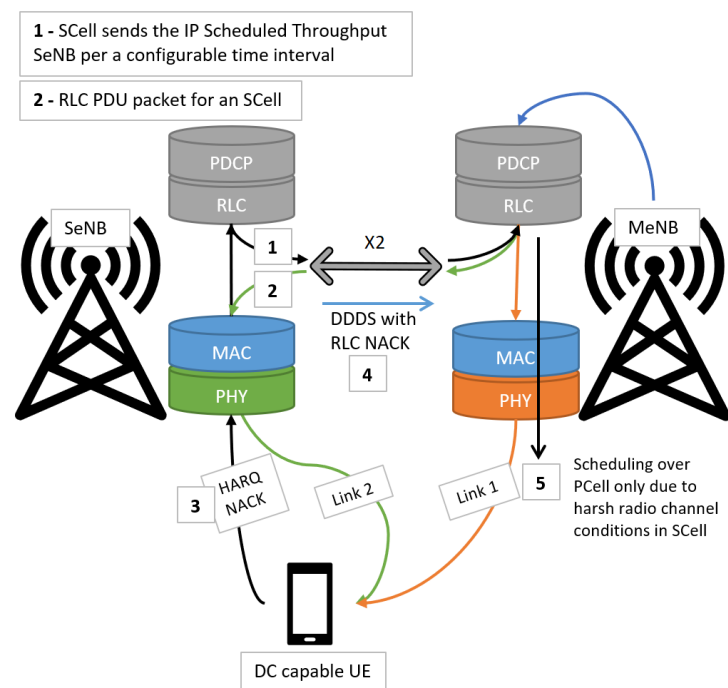 1 - SCell sends the IP Scheduled Throughput
SeNB per a configurable time interval
2 - RLC PDU packet for an SCell
PDCP
RLC
PDCP
RLC
SeNB
MeNB
1
X2
2
DDDS with
RLC NACK
4
MAC
PHY
MAC
PHY
3
HARQ
NACK
Link 2
Link 1
5
Scheduling over
PCell only due to
harsh radio channel
conditions in SCell
DC capable UE